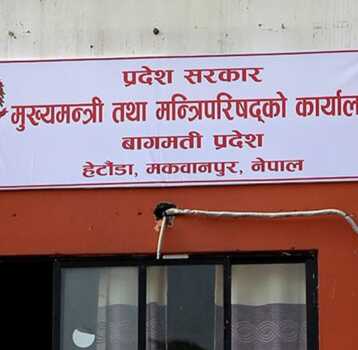 प्रदेश सरकार
मुख्यमन्त्री तथा मन्त्रिपरिषद्को
बागमती प्रदेश
हेटौंडा, मकवानपुर, नेपाल